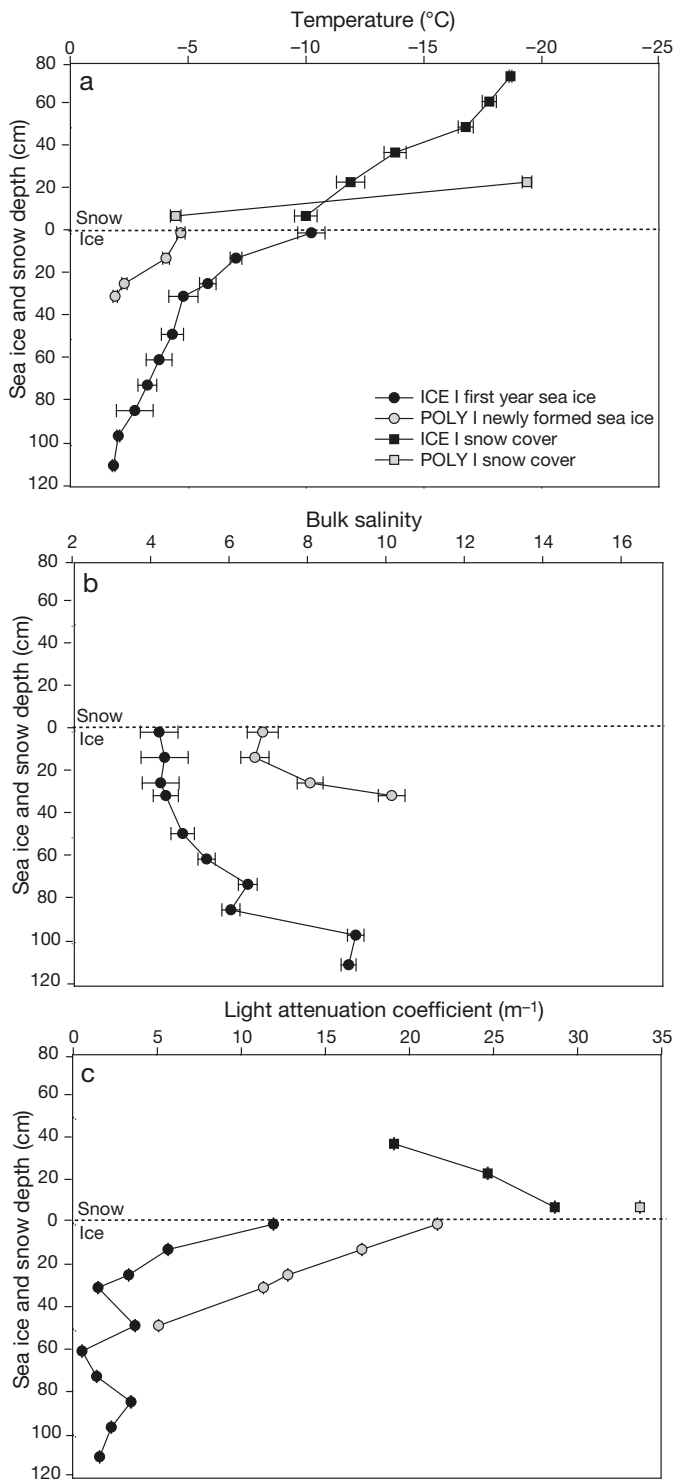 Temperature (°C)
0 −5 −10 −15 −20 −25
a
Sea ice and snow depth (cm)
80
60
40
20
0
20
40
60
80
100
120
Snow
Ice
ICE I first year sea ice
POLY I newly formed sea ice
ICE I snow cover
POLY I snow cover
Bulk salinity
2 4 6 8 10 12 14 16
b
Sea ice and snow depth (cm)
80
60
40
20
0
20
40
60
80
100
120
Snow
Ice
Light attenuation coefficient (m⁻¹)
0 5 10 15 20 25 30 35
c
Sea ice and snow depth (cm)
80
60
40
20
0
20
40
60
80
100
120
Snow
Ice